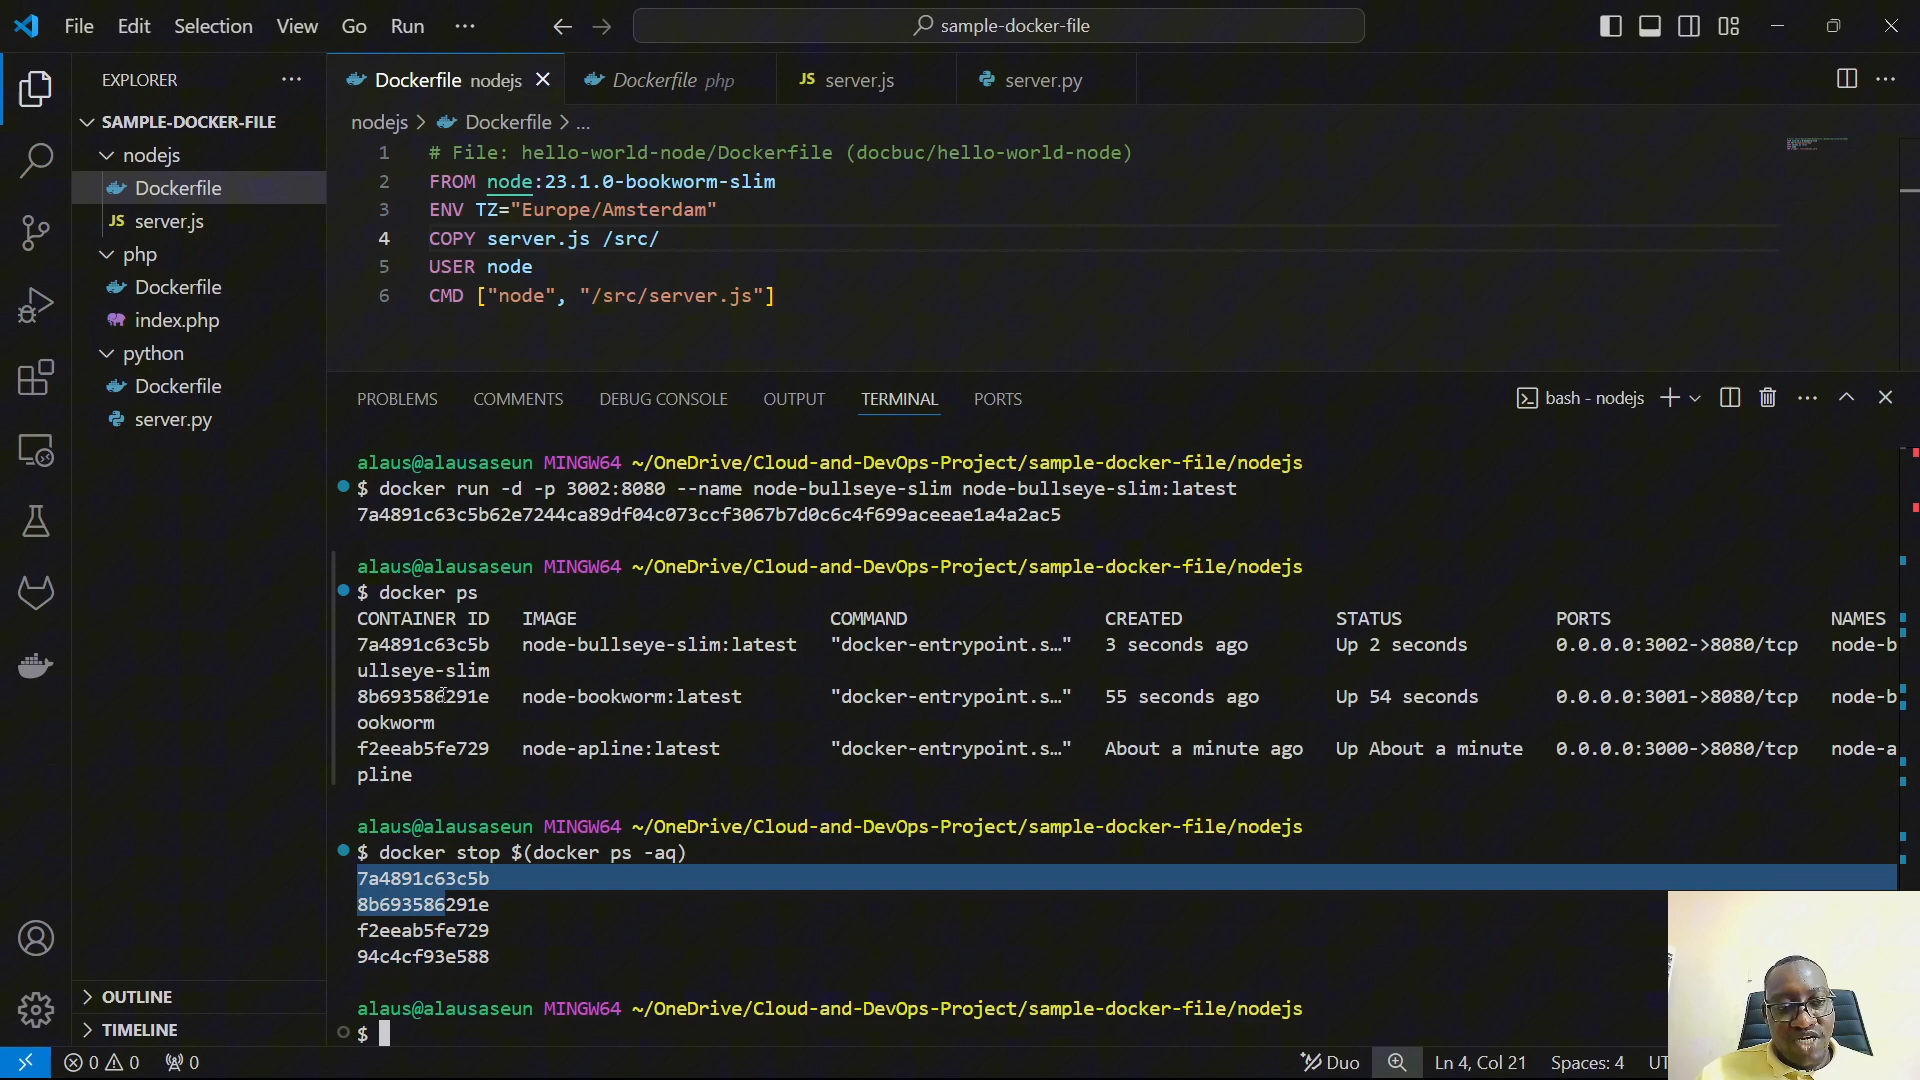 File Edit Selection View Go Run ··· sample-docker-file
EXPLORER ···
SAMPLE-DOCKER-FILE
nodejs
Dockerfile
JS server.js
php
Dockerfile
index.php
python
Dockerfile
server.py
OUTLINE
TIMELINE
Dockerfile nodejs
Dockerfile php
JS server.js
server.py
nodejs > Dockerfile > ...
1 # File: hello-world-node/Dockerfile (docbuc/hello-world-node)
2 FROM node:23.1.0-bookworm-slim
3 ENV TZ="Europe/Amsterdam"
4 COPY server.js /src/
5 USER node
6 CMD ["node", "/src/server.js"]
PROBLEMS COMMENTS DEBUG CONSOLE OUTPUT TERMINAL PORTS bash - nodejs
alaus@alausaseun MINGW64 ~/OneDrive/Cloud-and-DevOps-Project/sample-docker-file/nodejs
$ docker run -d -p 3002:8080 --name node-bullseye-slim node-bullseye-slim:latest
7a4891c63c5b62e7244ca89df04c073ccf3067b7d0c6c4f699aceeae1a4a2ac5
alaus@alausaseun MINGW64 ~/OneDrive/Cloud-and-DevOps-Project/sample-docker-file/nodejs
$ docker ps
CONTAINER ID IMAGE COMMAND CREATED STATUS PORTS NAMES
7a4891c63c5b node-bullseye-slim:latest "docker-entrypoint.s…" 3 seconds ago Up 2 seconds 0.0.0.0:3002->8080/tcp node-b
ullseye-slim
8b693586291e node-bookworm:latest "docker-entrypoint.s…" 55 seconds ago Up 54 seconds 0.0.0.0:3001->8080/tcp node-b
ookworm
f2eeab5fe729 node-apline:latest "docker-entrypoint.s…" About a minute ago Up About a minute 0.0.0.0:3000->8080/tcp node-a
pline
alaus@alausaseun MINGW64 ~/OneDrive/Cloud-and-DevOps-Project/sample-docker-file/nodejs
$ docker stop $(docker ps -aq)
7a4891c63c5b
8b693586291e
f2eeab5fe729
94c4cf93e588
alaus@alausaseun MINGW64 ~/OneDrive/Cloud-and-DevOps-Project/sample-docker-file/nodejs
$
0 0 0 Duo Ln 4, Col 21 Spaces: 4 UT